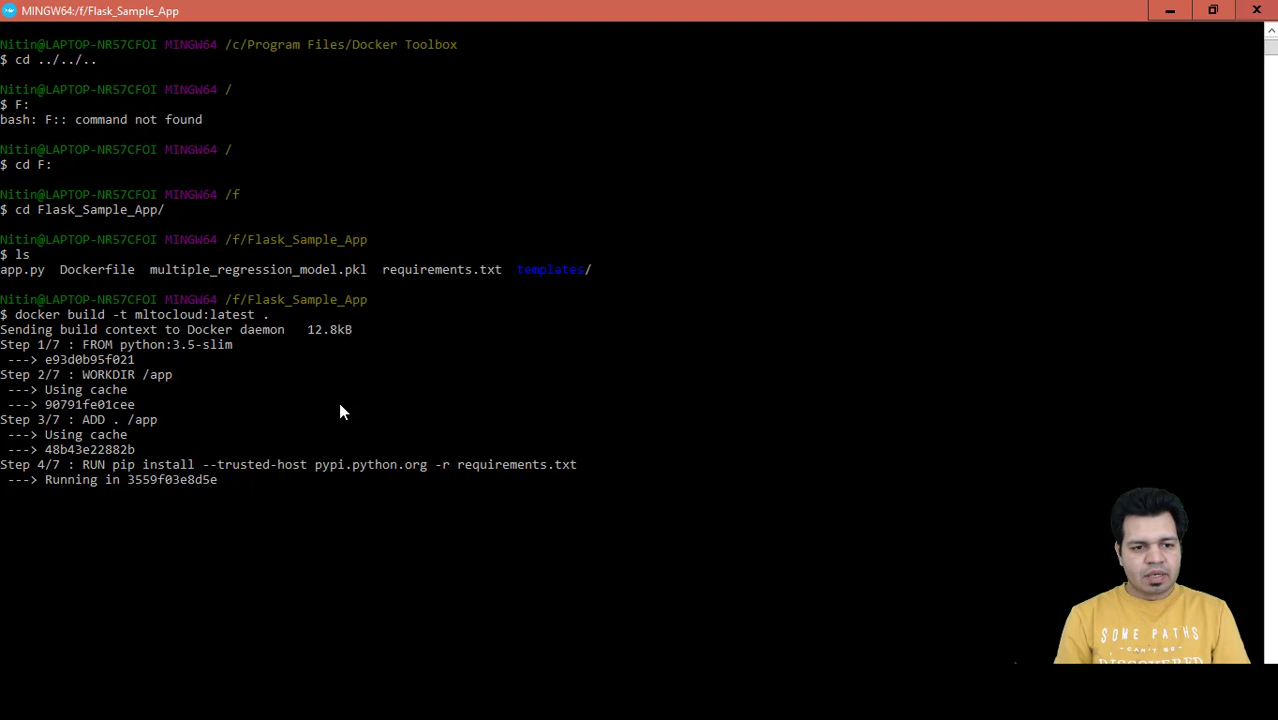 MINGW64:/f/Flask_Sample_App
Nitin@LAPTOP-NR57CFOI MINGW64 /c/Program Files/Docker Toolbox
$ cd ../../..
Nitin@LAPTOP-NR57CFOI MINGW64 /
$ F:
bash: F:: command not found
Nitin@LAPTOP-NR57CFOI MINGW64 /
$ cd F:
Nitin@LAPTOP-NR57CFOI MINGW64 /f
$ cd Flask_Sample_App/
Nitin@LAPTOP-NR57CFOI MINGW64 /f/Flask_Sample_App
$ ls
app.py  Dockerfile  multiple_regression_model.pkl  requirements.txt  templates/
Nitin@LAPTOP-NR57CFOI MINGW64 /f/Flask_Sample_App
$ docker build -t mltocloud:latest .
Sending build context to Docker daemon   12.8kB
Step 1/7 : FROM python:3.5-slim
 ---> e93d0b95f021
Step 2/7 : WORKDIR /app
 ---> Using cache
 ---> 90791fe01cee
Step 3/7 : ADD . /app
 ---> Using cache
 ---> 48b43e22882b
Step 4/7 : RUN pip install --trusted-host pypi.python.org -r requirements.txt
 ---> Running in 3559f03e8d5e
SOME PATHS
CAN'T BE
DISCOVERED